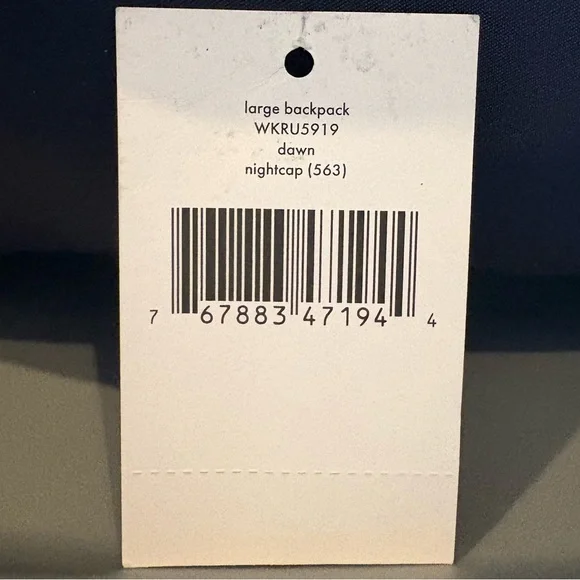 large backpack
WKRU5919
dawn
nightcap (563)
7 67883 47194 4